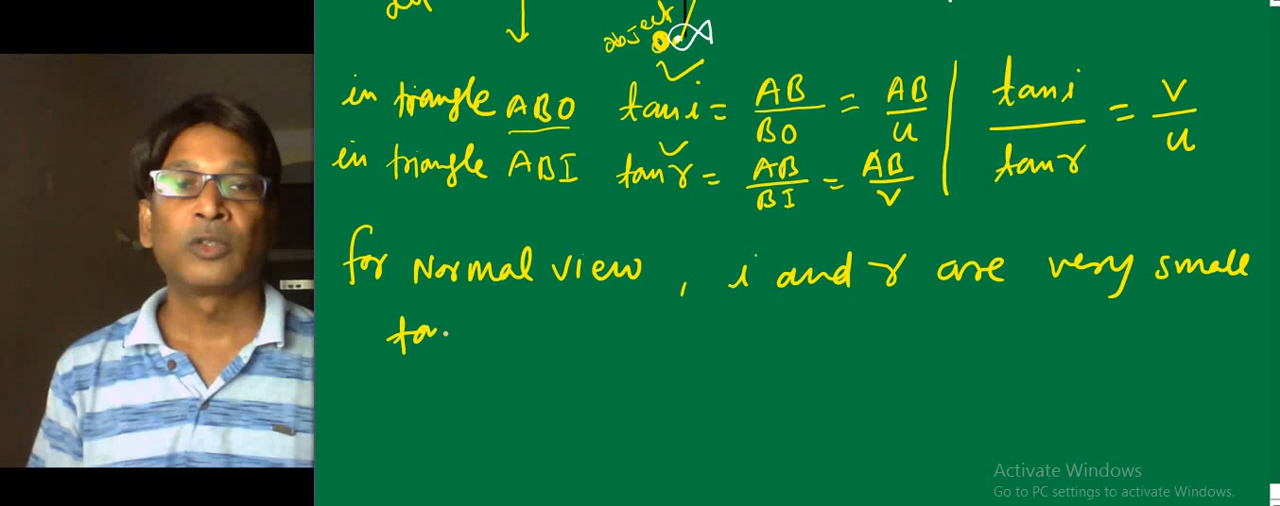 object
in triangle ABO tan i = AB/BO = AB/u | tan i/tan r = v/u
in triangle ABI tan r = AB/BI = AB/v
for Normal view, i and r are very small
Activate Windows
Go to PC settings to activate Windows.